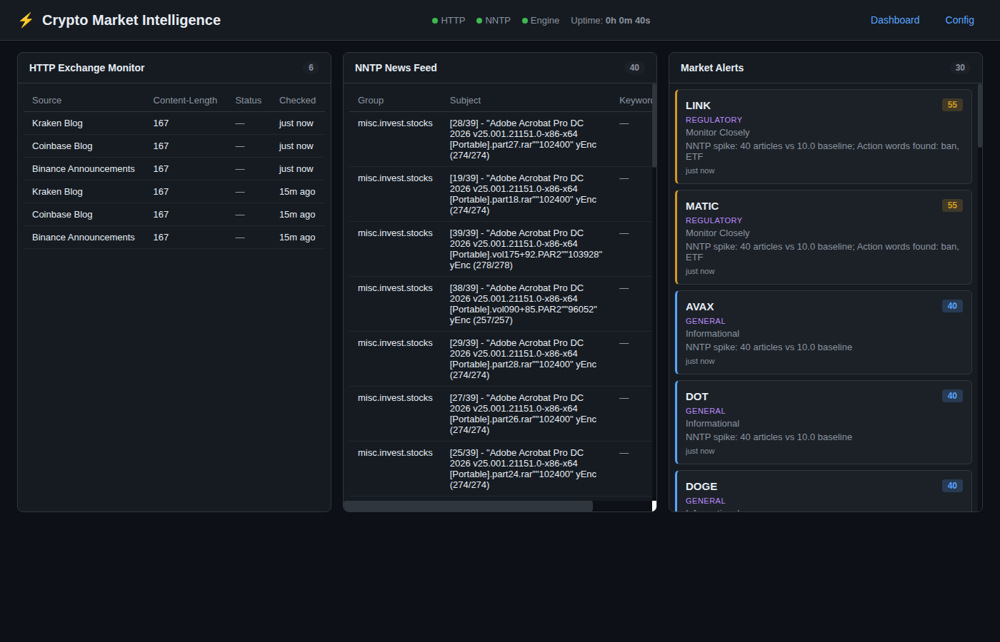 ⚡ Crypto Market Intelligence
HTTP NNTP Engine Uptime: 0h 0m 40s
Dashboard Config
HTTP Exchange Monitor 6
Source Content-Length Status Checked
Kraken Blog 167 — just now
Coinbase Blog 167 — just now
Binance Announcements 167 — just now
Kraken Blog 167 — 15m ago
Coinbase Blog 167 — 15m ago
Binance Announcements 167 — 15m ago
NNTP News Feed 40
Group Subject Keyword
misc.invest.stocks [28/39] - "Adobe Acrobat Pro DC —
2026 v25.001.21151.0-x86-x64
[Portable].part27.rar""102400" yEnc
(274/274)
misc.invest.stocks [19/39] - "Adobe Acrobat Pro DC —
2026 v25.001.21151.0-x86-x64
[Portable].part18.rar""102400" yEnc
(274/274)
misc.invest.stocks [39/39] - "Adobe Acrobat Pro DC —
2026 v25.001.21151.0-x86-x64
[Portable].vol175+92.PAR2""103928"
yEnc (278/278)
misc.invest.stocks [38/39] - "Adobe Acrobat Pro DC —
2026 v25.001.21151.0-x86-x64
[Portable].vol090+85.PAR2""96052"
yEnc (257/257)
misc.invest.stocks [29/39] - "Adobe Acrobat Pro DC —
2026 v25.001.21151.0-x86-x64
[Portable].part28.rar""102400" yEnc
(274/274)
misc.invest.stocks [27/39] - "Adobe Acrobat Pro DC —
2026 v25.001.21151.0-x86-x64
[Portable].part26.rar""102400" yEnc
(274/274)
misc.invest.stocks [25/39] - "Adobe Acrobat Pro DC —
2026 v25.001.21151.0-x86-x64
[Portable].part24.rar""102400" yEnc
(274/274)
Market Alerts 30
LINK 55
REGULATORY
Monitor Closely
NNTP spike: 40 articles vs 10.0 baseline; Action words found: ban,
ETF
just now
MATIC 55
REGULATORY
Monitor Closely
NNTP spike: 40 articles vs 10.0 baseline; Action words found: ban,
ETF
just now
AVAX 40
GENERAL
Informational
NNTP spike: 40 articles vs 10.0 baseline
just now
DOT 40
GENERAL
Informational
NNTP spike: 40 articles vs 10.0 baseline
just now
DOGE 40
GENERAL